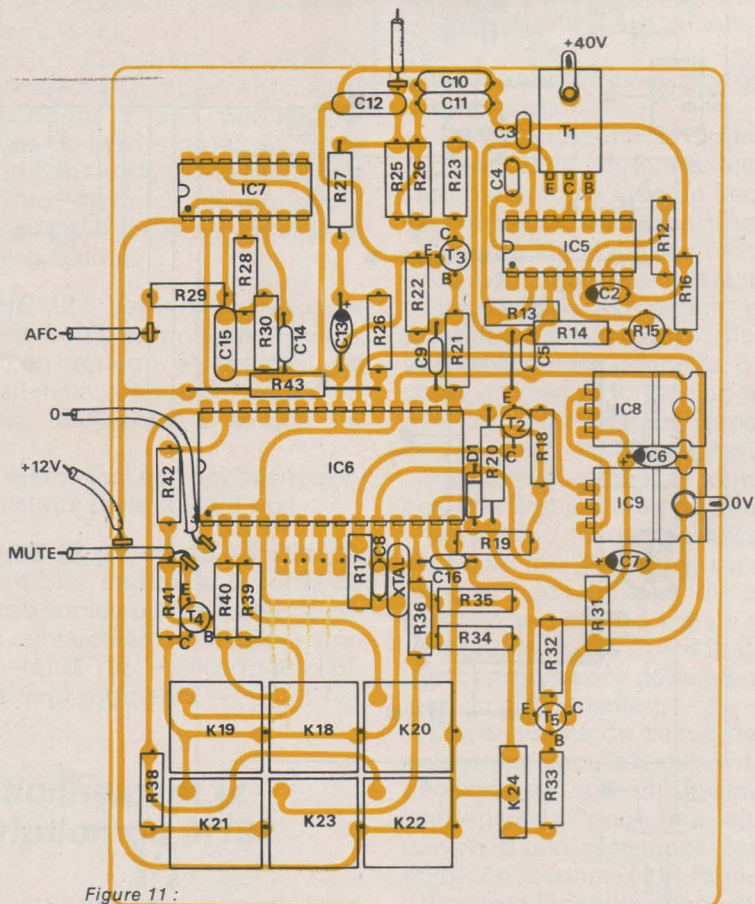 +40V
C10
C12
C11
C3
T1
R27
R25
R26
R23
C4
E C B
IC7
IC5
R12
R28
C
E T3
B
R29
R22
C2
R16
AFC
C15
R30
C14
C13 +
R26
R13
R14
R15
C9
R21
C5
R43
E
IC8
0
T2
C
R18
+ C6
R42
IC6
D1
R20
+12V
IC9
0V
MUTE
R19
R17
C8
XTAL
C16
+ C7
R41
E
T4
C B
R40
R39
R36
R35
R31
R34
R32
K19
K18
K20
E T5 C
B
R38
K21
K23
K22
K24
R33
Figure 11 :